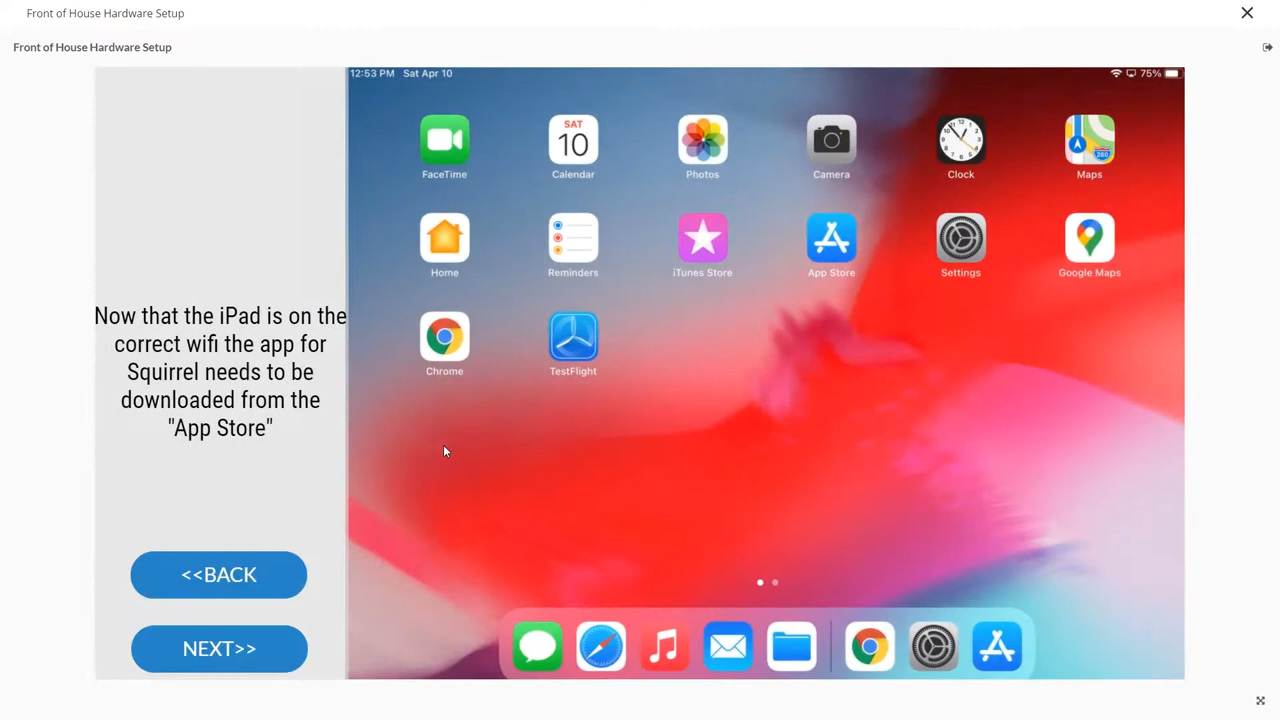 Front of House Hardware Setup
Front of House Hardware Setup
12:53 PM Sat Apr 10
75%
Now that the iPad is on the
correct wifi the app for
Squirrel needs to be
downloaded from the
"App Store"
<<BACK
NEXT>>
SAT
10
FaceTime Calendar Photos Camera Clock Maps
Home Reminders iTunes Store App Store Settings Google Maps
Chrome TestFlight